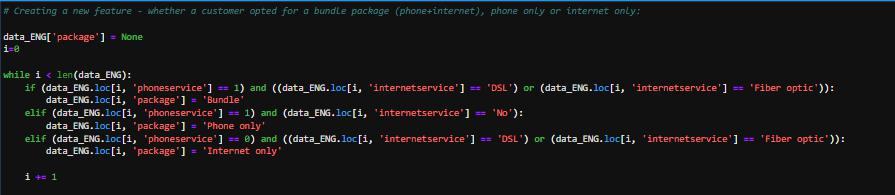 # Creating a new feature - whether a customer opted for a bundle package (phone+internet), phone only or internet only:
data_ENG['package'] = None
i=0
while i < len(data_ENG):
    if (data_ENG.loc[i, 'phoneservice'] == 1) and ((data_ENG.loc[i, 'internetservice'] == 'DSL') or (data_ENG.loc[i, 'internetservice'] == 'Fiber optic')):
        data_ENG.loc[i, 'package'] = 'Bundle'
    elif (data_ENG.loc[i, 'phoneservice'] == 1) and (data_ENG.loc[i, 'internetservice'] == 'No'):
        data_ENG.loc[i, 'package'] = 'Phone only'
    elif (data_ENG.loc[i, 'phoneservice'] == 0) and ((data_ENG.loc[i, 'internetservice'] == 'DSL') or (data_ENG.loc[i, 'internetservice'] == 'Fiber optic')):
        data_ENG.loc[i, 'package'] = 'Internet only'
    i += 1